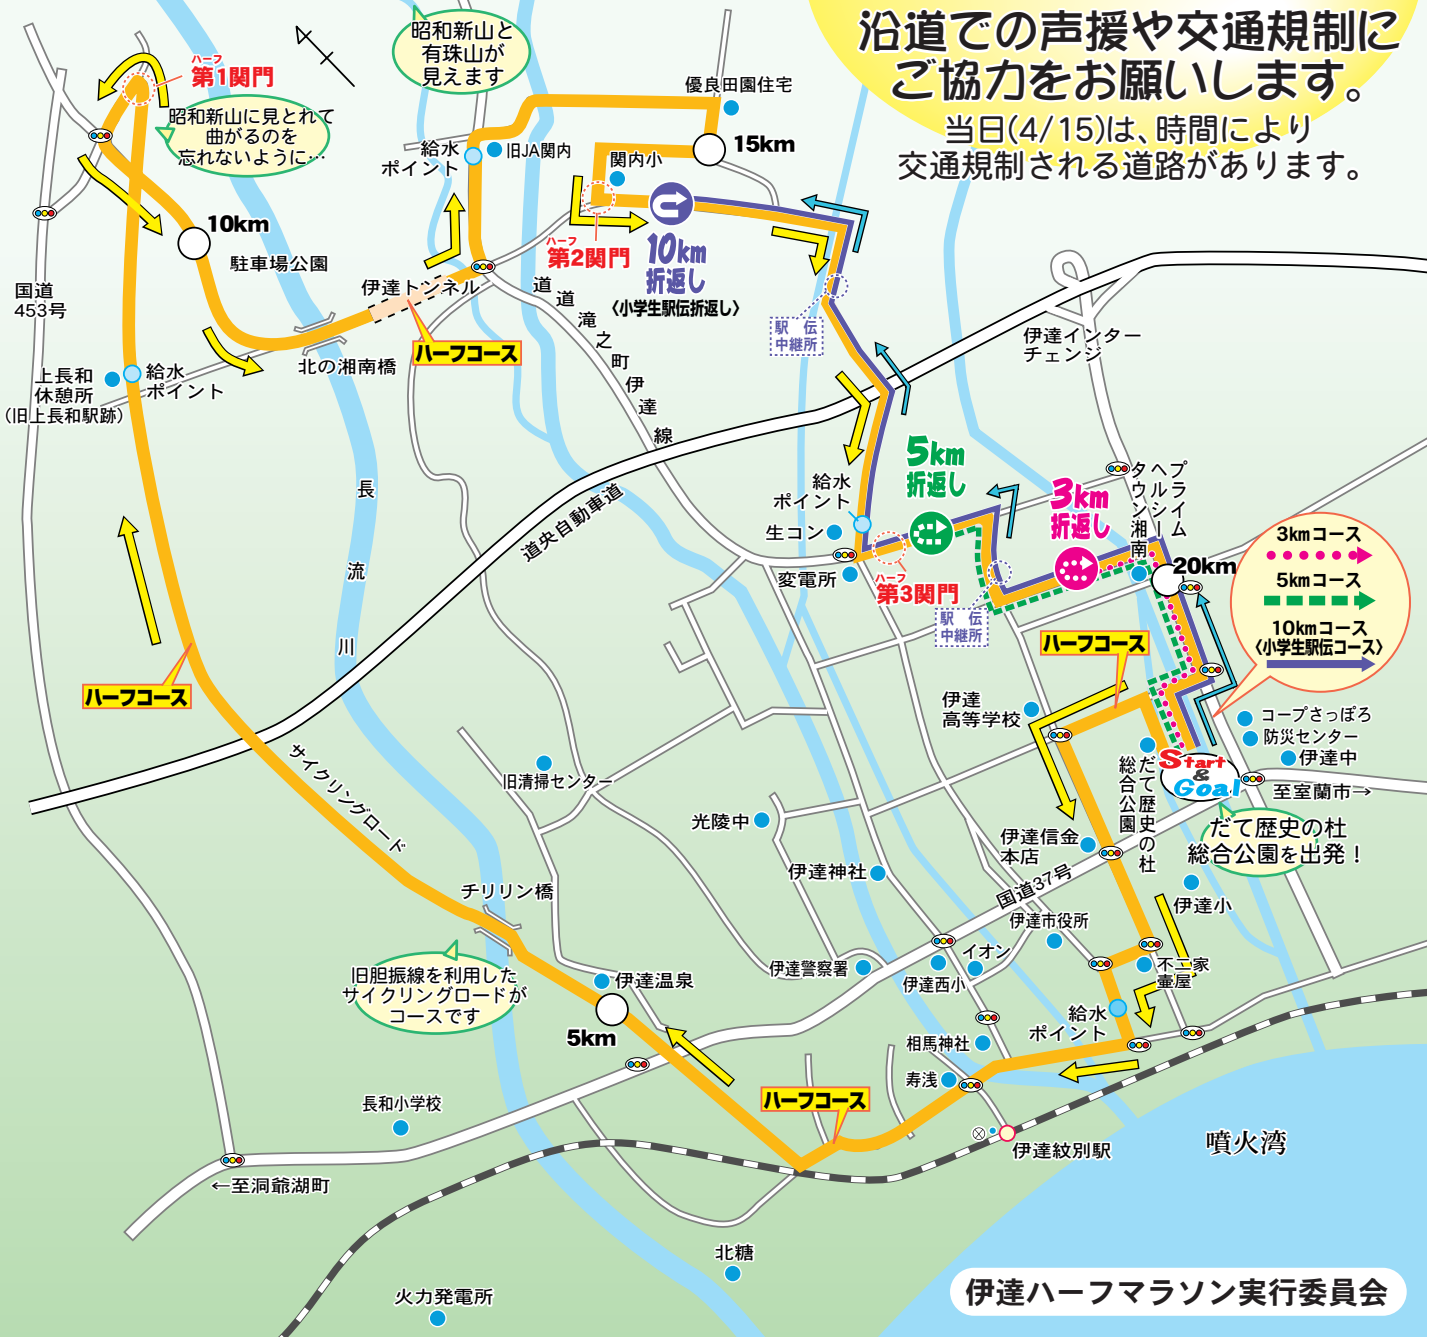 沿道での声援や交通規制に
ご協力をお願いします。
当日(4/15)は、時間により
交通規制される道路があります。
昭和新山と
有珠山が
見えます
ハーフ
第1関門
昭和新山に見とれて
曲がるのを
忘れないように…
優良田園住宅
15km
給水
ポイント
旧JA関内
関内小
ハーフ
第2関門
10km
折返し
〈小学生駅伝折返し〉
10km
駐車場公園
国道
453号
伊達トンネル
ハーフコース
道道滝之町伊達線
駅伝
中継所
伊達インター
チェンジ
北の湘南橋
上長和
休憩所
(旧上長和駅跡)
給水
ポイント
長流川
道央自動車道
給水
ポイント
生コン
変電所
5km
折返し
3km
折返し
ハーフ
第3関門
駅伝
中継所
プライム
ヘルシー
タウン湘南
20km
3kmコース
5kmコース
10kmコース
〈小学生駅伝コース〉
ハーフコース
ハーフコース
伊達
高等学校
コープさっぽろ
防災センター
伊達中
至室蘭市→
Start
&
Goal
だて歴史の杜
総合公園
だて歴史の杜
総合公園を出発！
サイクリングロード
旧清掃センター
光陵中
伊達神社
伊達信金
本店
国道37号
伊達小
チリリン橋
伊達市役所
イオン
伊達警察署
伊達西小
不二家
壷屋
旧胆振線を利用した
サイクリングロードが
コースです
伊達温泉
5km
給水
ポイント
相馬神社
寿浅
ハーフコース
長和小学校
伊達紋別駅
噴火湾
←至洞爺湖町
北糖
火力発電所
伊達ハーフマラソン実行委員会